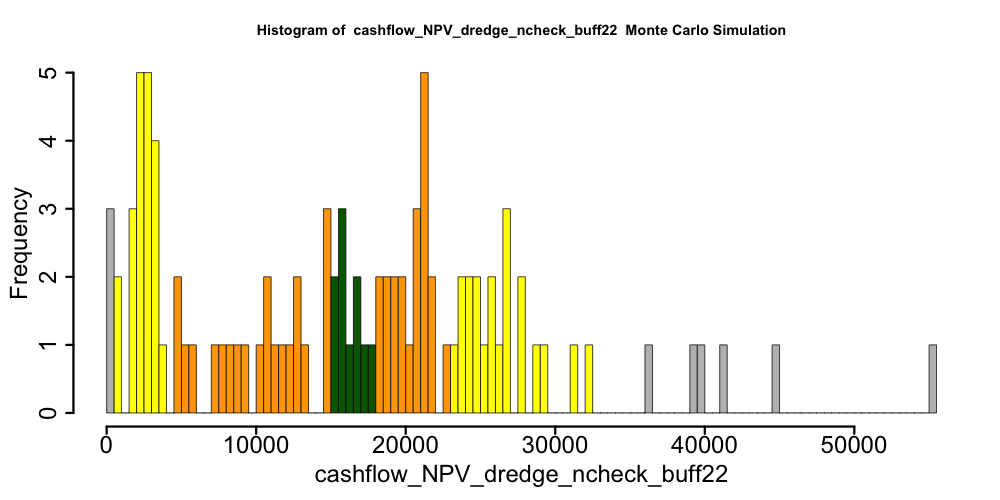 Histogram of  cashflow_NPV_dredge_ncheck_buff22  Monte Carlo Simulation
Frequency
5
4
3
2
1
0
0 10000 20000 30000 40000 50000
cashflow_NPV_dredge_ncheck_buff22